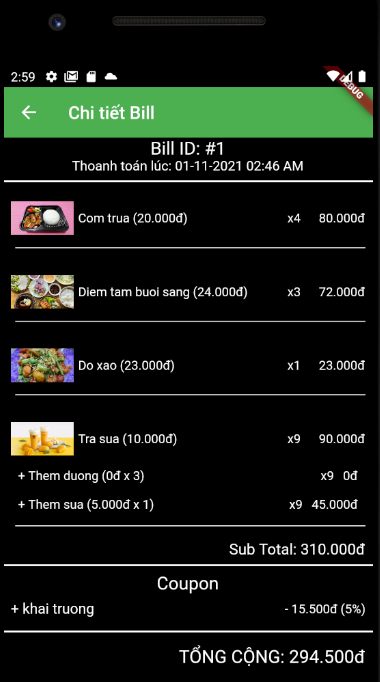 2:59
DEBUG
Chi tiết Bill
Bill ID: #1
Thoanh toán lúc: 01-11-2021 02:46 AM
Com trua (20.000đ) x4 80.000đ
Diem tam buoi sang (24.000đ) x3 72.000đ
Do xao (23.000đ) x1 23.000đ
Tra sua (10.000đ) x9 90.000đ
+ Them duong (0đ x 3) x9 0đ
+ Them sua (5.000đ x 1) x9 45.000đ
Sub Total: 310.000đ
Coupon
+ khai truong - 15.500đ (5%)
TỔNG CỘNG: 294.500đ